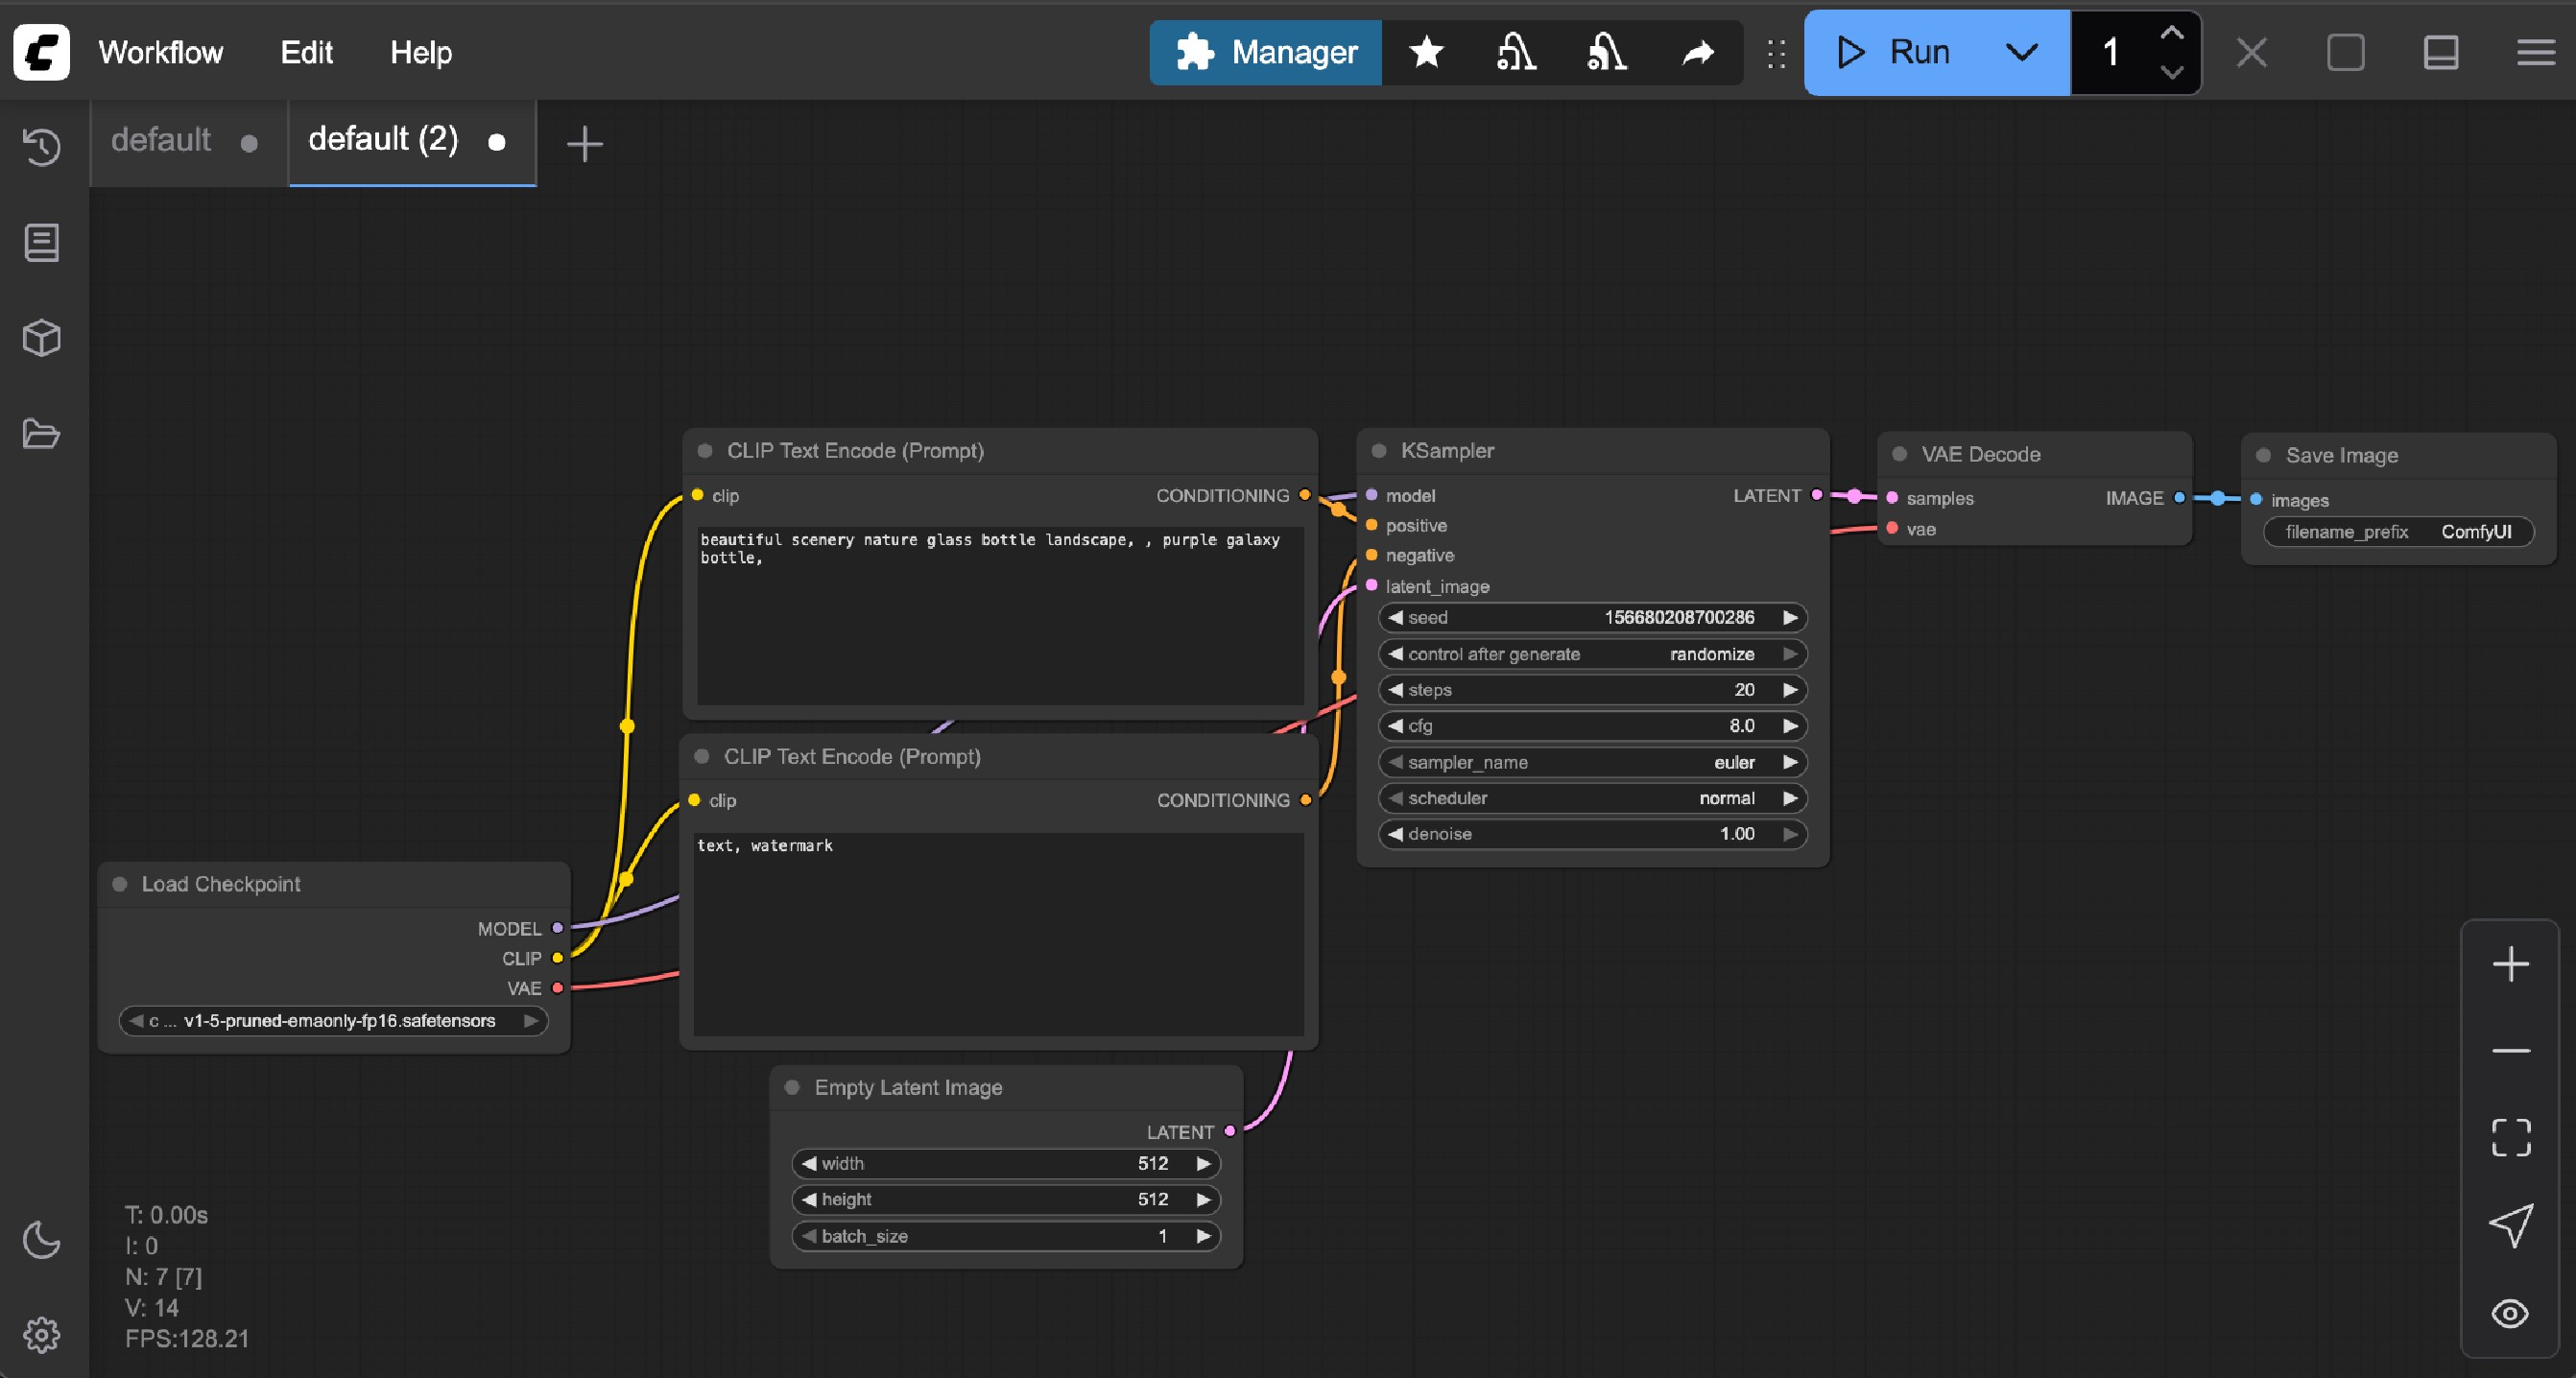 Workflow Edit Help
Manager
Run
1
default
default (2)
CLIP Text Encode (Prompt)
clip CONDITIONING
beautiful scenery nature glass bottle landscape, , purple galaxy
bottle,
KSampler
model LATENT
positive
negative
latent_image
seed 156680208700286
control after generate randomize
steps 20
cfg 8.0
sampler_name euler
scheduler normal
denoise 1.00
VAE Decode
samples IMAGE
vae
Save Image
images
filename_prefix ComfyUI
CLIP Text Encode (Prompt)
clip CONDITIONING
text, watermark
Load Checkpoint
MODEL
CLIP
VAE
c ... v1-5-pruned-emaonly-fp16.safetensors
Empty Latent Image
LATENT
width 512
height 512
batch_size 1
T: 0.00s
I: 0
N: 7 [7]
V: 14
FPS:128.21